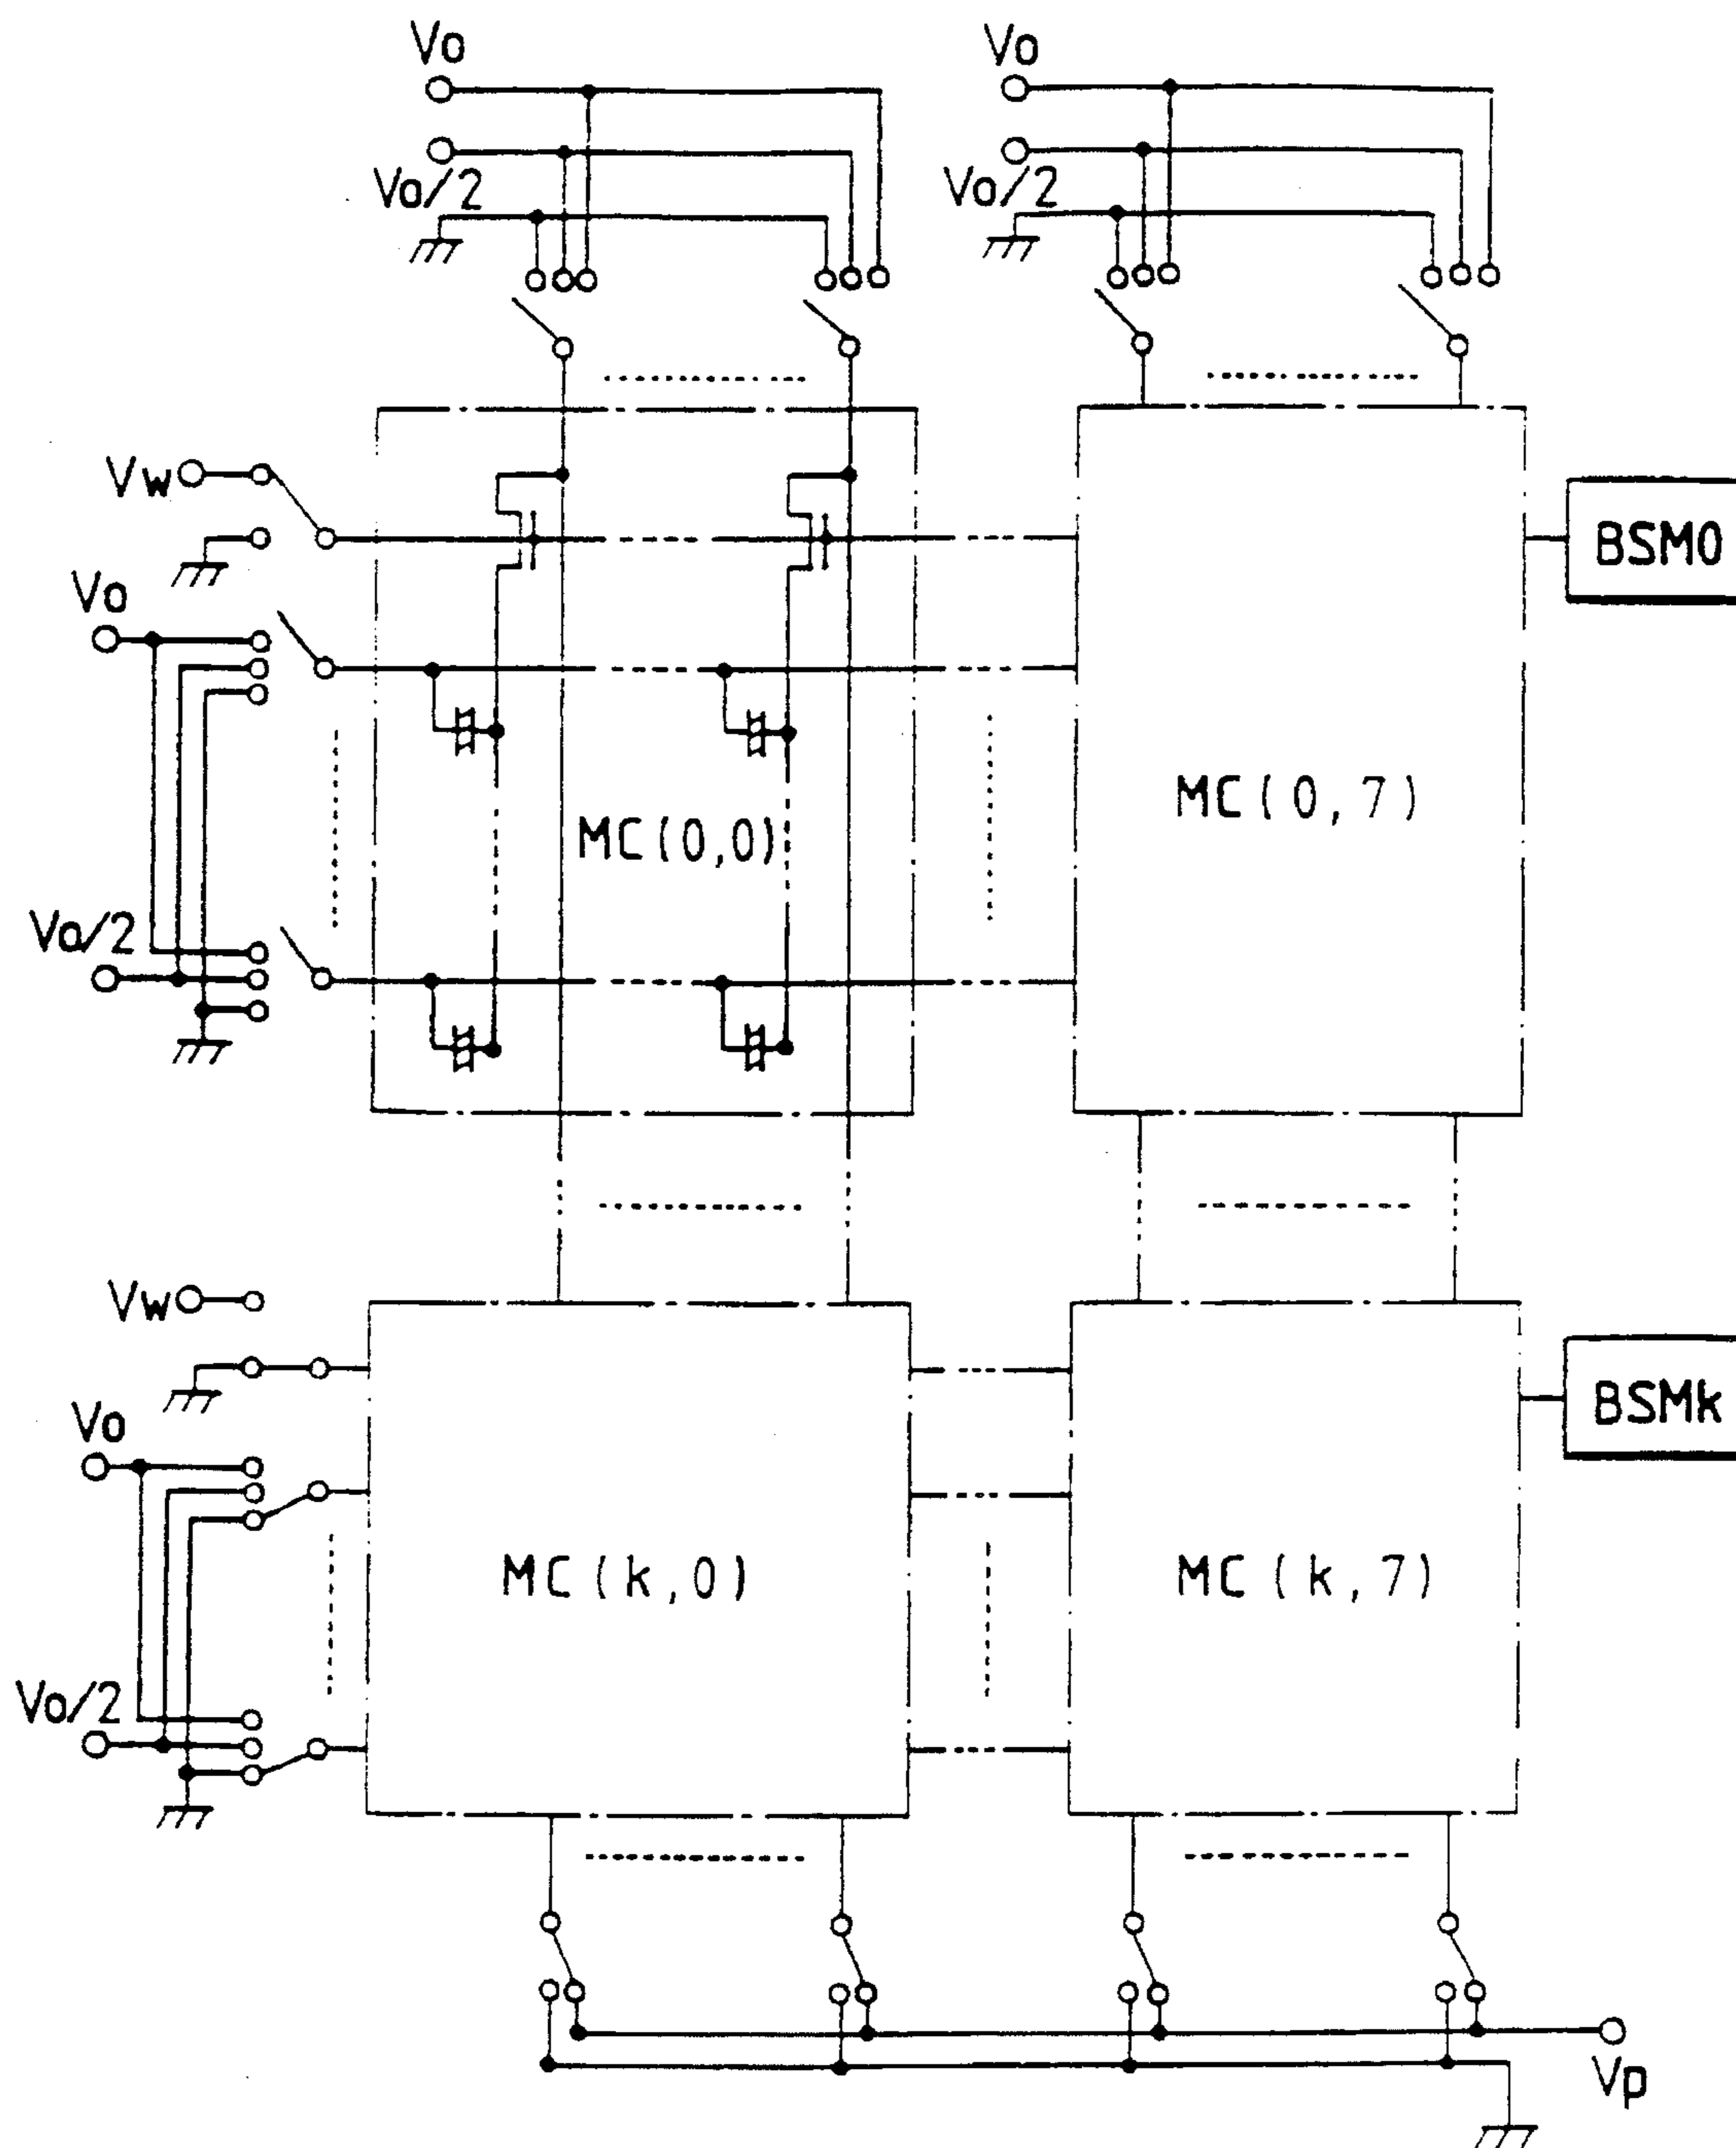 Vo
Vo
Vo/2
Vo/2
Vw
BSM0
Vo
MC(0,7)
MC(0,0)
Vo/2
Vw
BSMk
Vo
MC(k,0)
MC(k,7)
Vo/2
Vp